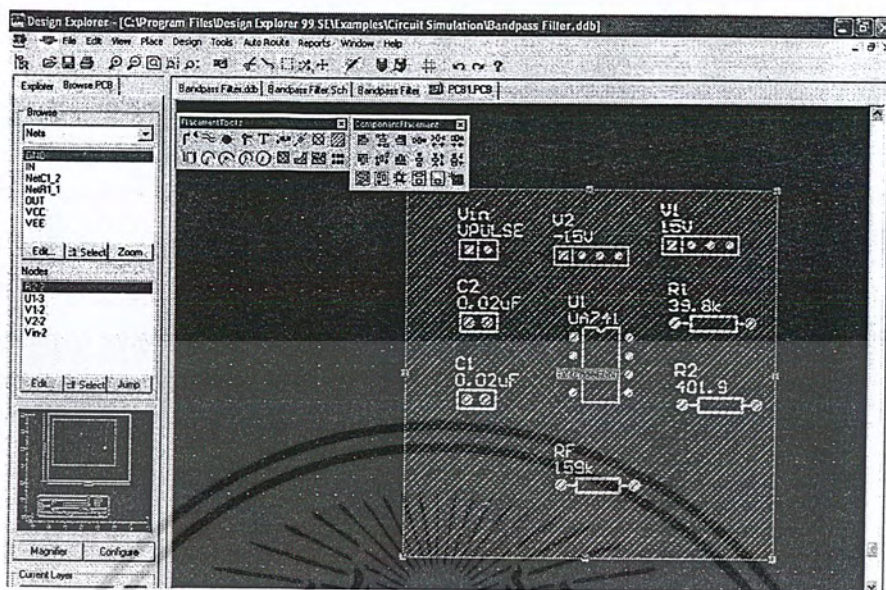 Design Explorer - [C:\Program Files\Design Explorer 99 SE\Examples\Circuit Simulation\Bandpass Filter.ddb]
File Edit View Place Design Tools Auto Route Reports Window Help
Explorer Browse PCB
Bandpass Filter.ddb Bandpass Filter.Sch Bandpass Filter PCB1.PCB
Browse
Nets
GND
IN
NetC1_2
NetR1_1
OUT
VCC
VEE
Edit... Select Zoom
Nodes
R2-2
U1-3
V1-2
V2-2
Vin-2
Edit... Select Jump
Magnifier Configure
Current Layer
PlacementTools
ComponentPlacement
Vin
VPULSE
V2
-15V
V1
15V
C2
0.02uF
U1
UA741
R1
39.8k
C1
0.02uF
R2
401.9
RF
159k